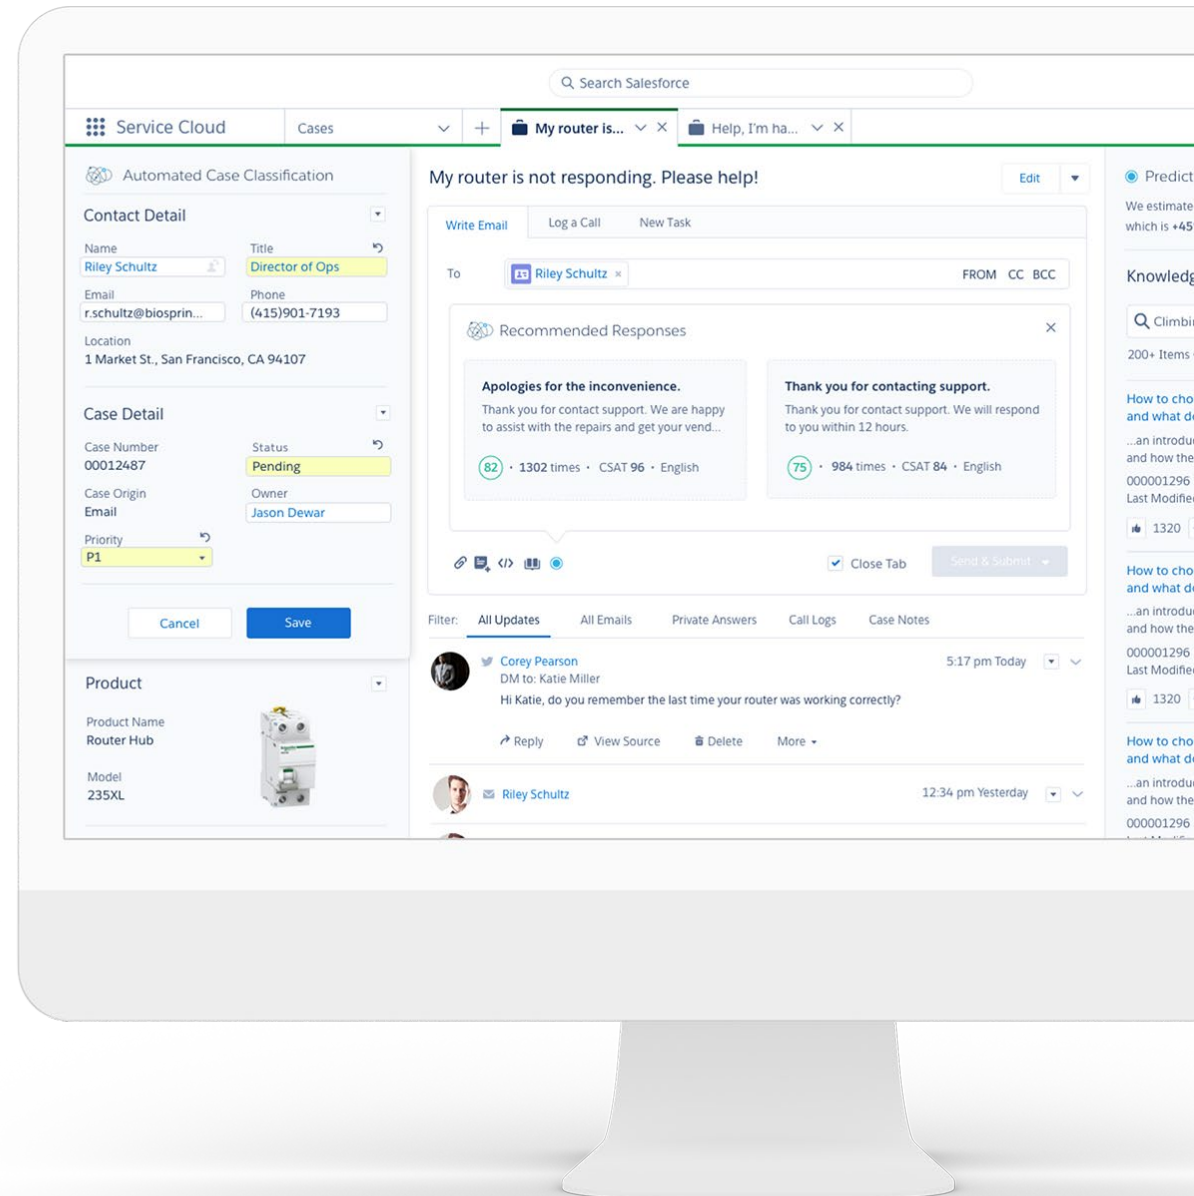 Search Salesforce
Service Cloud
Cases
My router is...
Help, I'm ha...
Automated Case Classification
Contact Detail
Name
Title
Riley Schultz
Director of Ops
Email
Phone
r.schultz@biosprin...
(415)901-7193
Location
1 Market St., San Francisco, CA 94107
Case Detail
Case Number
Status
00012487
Pending
Case Origin
Owner
Email
Jason Dewar
Priority
P1
Cancel
Save
Product
Product Name
Router Hub
Model
235XL
My router is not responding. Please help!
Edit
Write Email
Log a Call
New Task
To
Riley Schultz ×
FROM CC BCC
Recommended Responses
Apologies for the inconvenience.
Thank you for contact support. We are happy
to assist with the repairs and get your vend...
82 • 1302 times • CSAT 96 • English
Thank you for contacting support.
Thank you for contact support. We will respond
to you within 12 hours.
75 • 984 times • CSAT 84 • English
Close Tab
Send & Submit
Filter:
All Updates
All Emails
Private Answers
Call Logs
Case Notes
Corey Pearson
5:17 pm Today
DM to: Katie Miller
Hi Katie, do you remember the last time your router was working correctly?
Reply
View Source
Delete
More
Riley Schultz
12:34 pm Yesterday
Predict
We estimate
which is +45
Knowledg
Climbin
200+ Items
How to cho
and what d
...an introdu
and how the
000001296
Last Modifie
1320
How to cho
and what d
...an introdu
and how the
000001296
Last Modifie
1320
How to cho
and what d
...an introdu
and how the
000001296